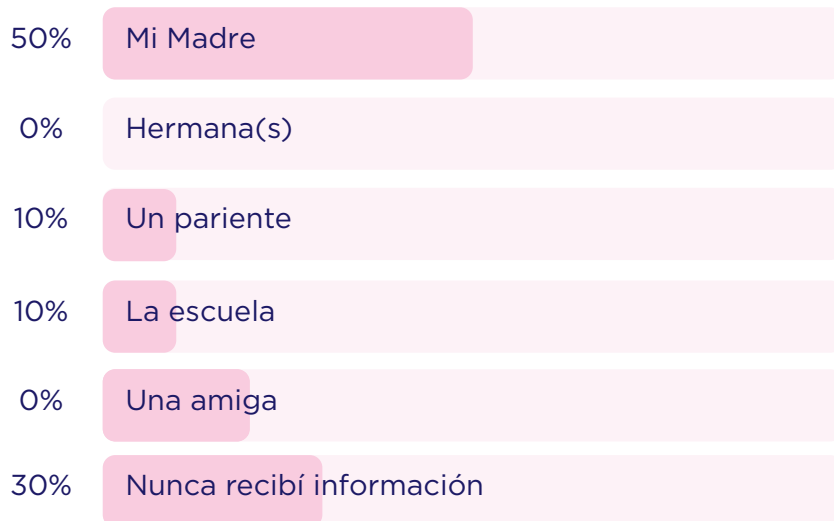 50% Mi Madre
0% Hermana(s)
10% Un pariente
10% La escuela
0% Una amiga
30% Nunca recibí información